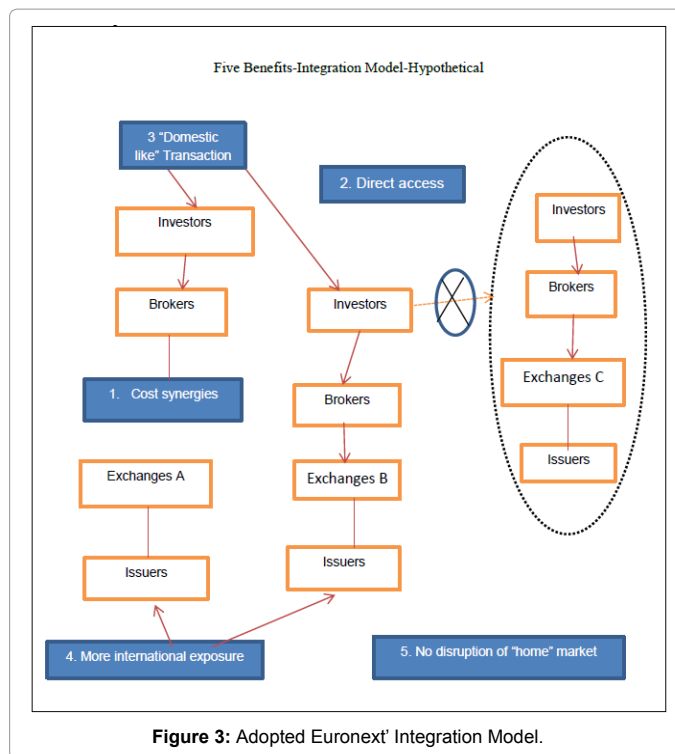 Five Benefits-Integration Model-Hypothetical
3 “Domestic
like” Transaction
2. Direct access
Investors
Brokers
1. Cost synergies
Exchanges A
Issuers
Investors
Brokers
Exchanges B
Issuers
Investors
Brokers
Exchanges C
Issuers
4. More international exposure
5. No disruption of “home” market
Figure 3: Adopted Euronext’ Integration Model.